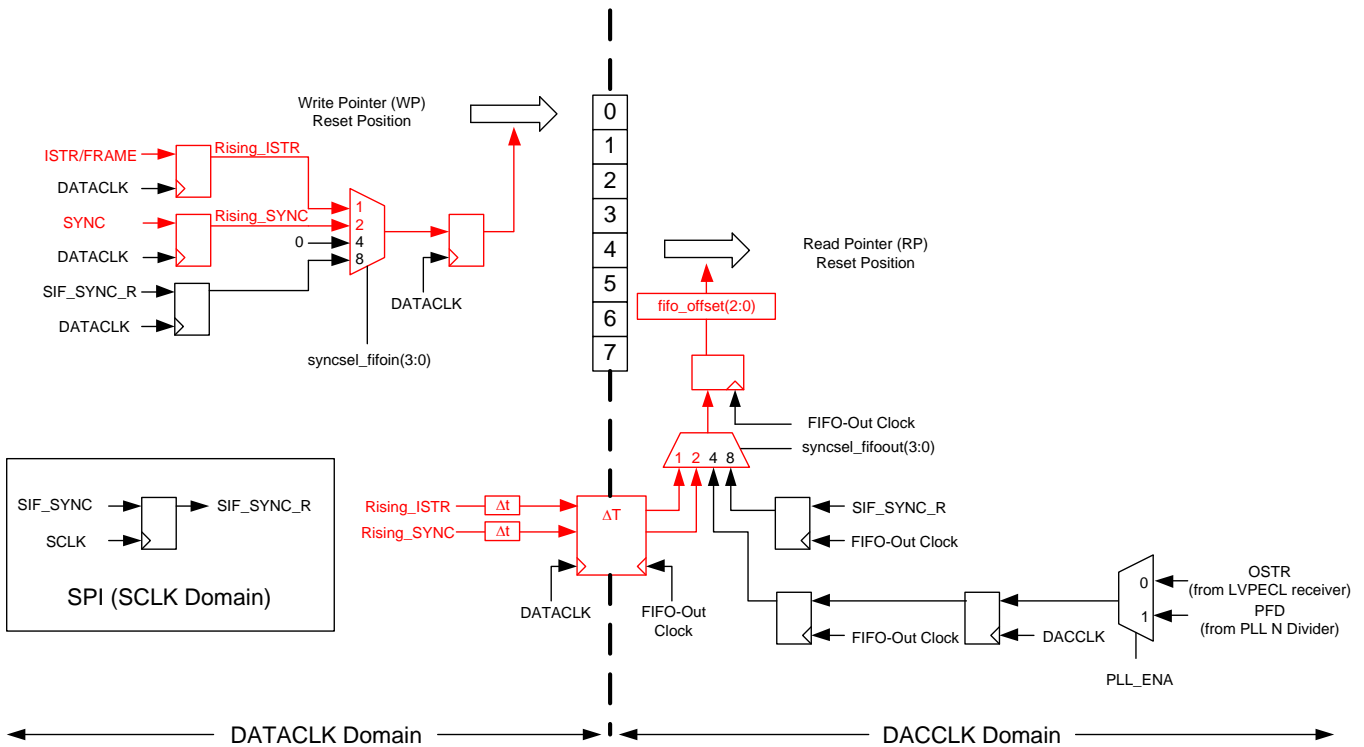 Write Pointer (WP)
Reset Position
0
1
2
3
4
5
6
7
ISTR/FRAME
Rising_ISTR
DATACLK
SYNC
Rising_SYNC
DATACLK
0
SIF_SYNC_R
DATACLK
1
2
4
8
DATACLK
syncsel_fifoin(3:0)
Read Pointer (RP)
Reset Position
fifo_offset(2:0)
FIFO-Out Clock
syncsel_fifoout(3:0)
1 2 4 8
SIF_SYNC
SIF_SYNC_R
SCLK
SPI (SCLK Domain)
Rising_ISTR
Δt
Rising_SYNC
Δt
ΔT
DATACLK
FIFO-Out
Clock
SIF_SYNC_R
FIFO-Out Clock
FIFO-Out Clock
DACCLK
0
1
OSTR
(from LVPECL receiver)
PFD
(from PLL N Divider)
PLL_ENA
DATACLK Domain
DACCLK Domain